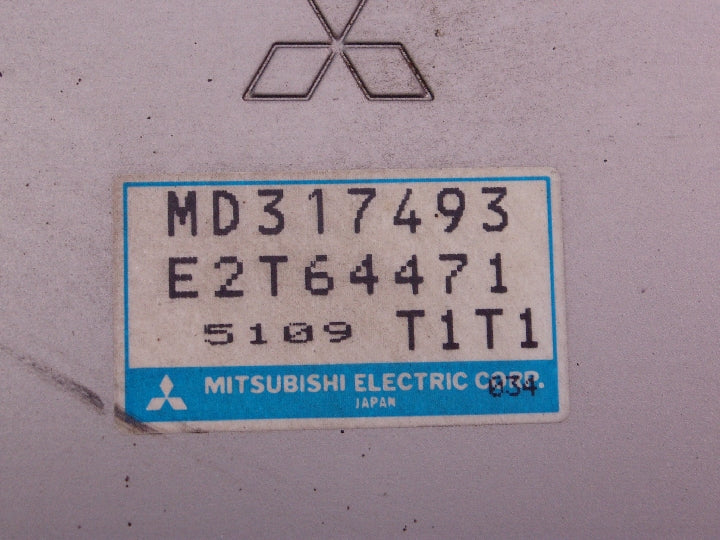 MD317493
E2T64471
5109 T1T1
MITSUBISHI ELECTRIC CORP.
034
JAPAN